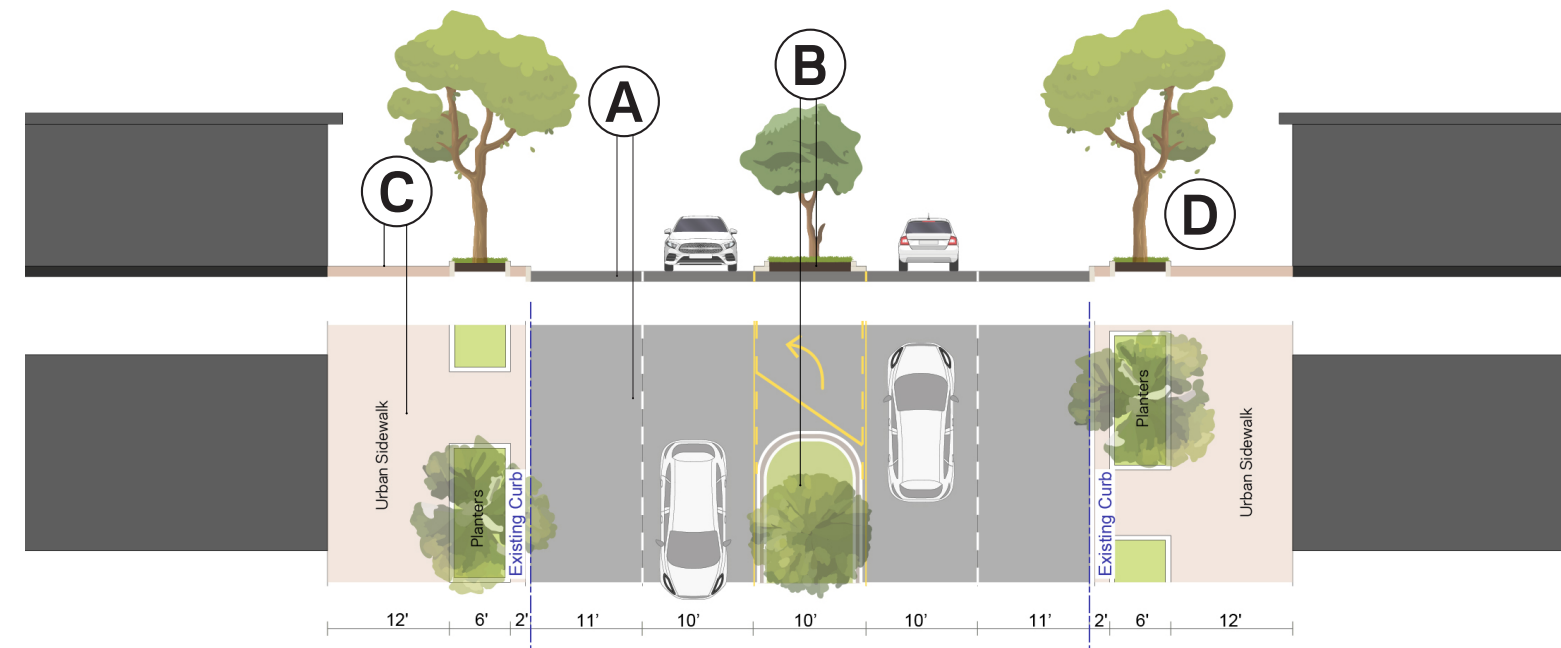 B
A
C
D
Urban Sidewalk
Planters
Existing Curb
Existing Curb
Planters
Urban Sidewalk
12' 6' 2' 11’ 10’ 10’ 10’ 11’ 2' 6' 12'